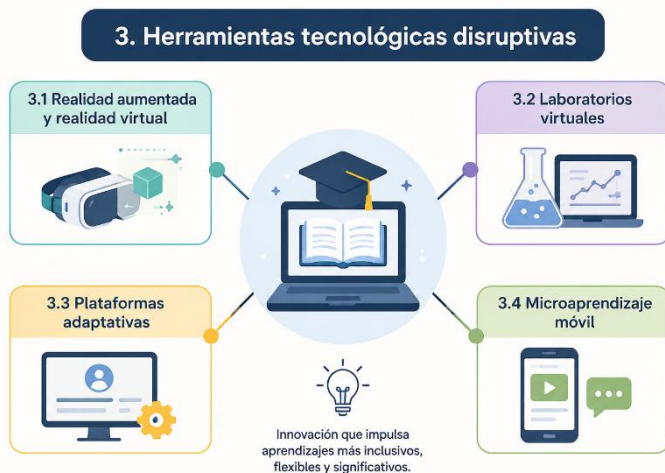 3. Herramientas tecnológicas disruptivas
3.1 Realidad aumentada
y realidad virtual
3.2 Laboratorios
virtuales
3.3 Plataformas
adaptativas
3.4 Microaprendizaje
móvil
Innovación que impulsa
aprendizajes más inclusivos,
flexibles y significativos.